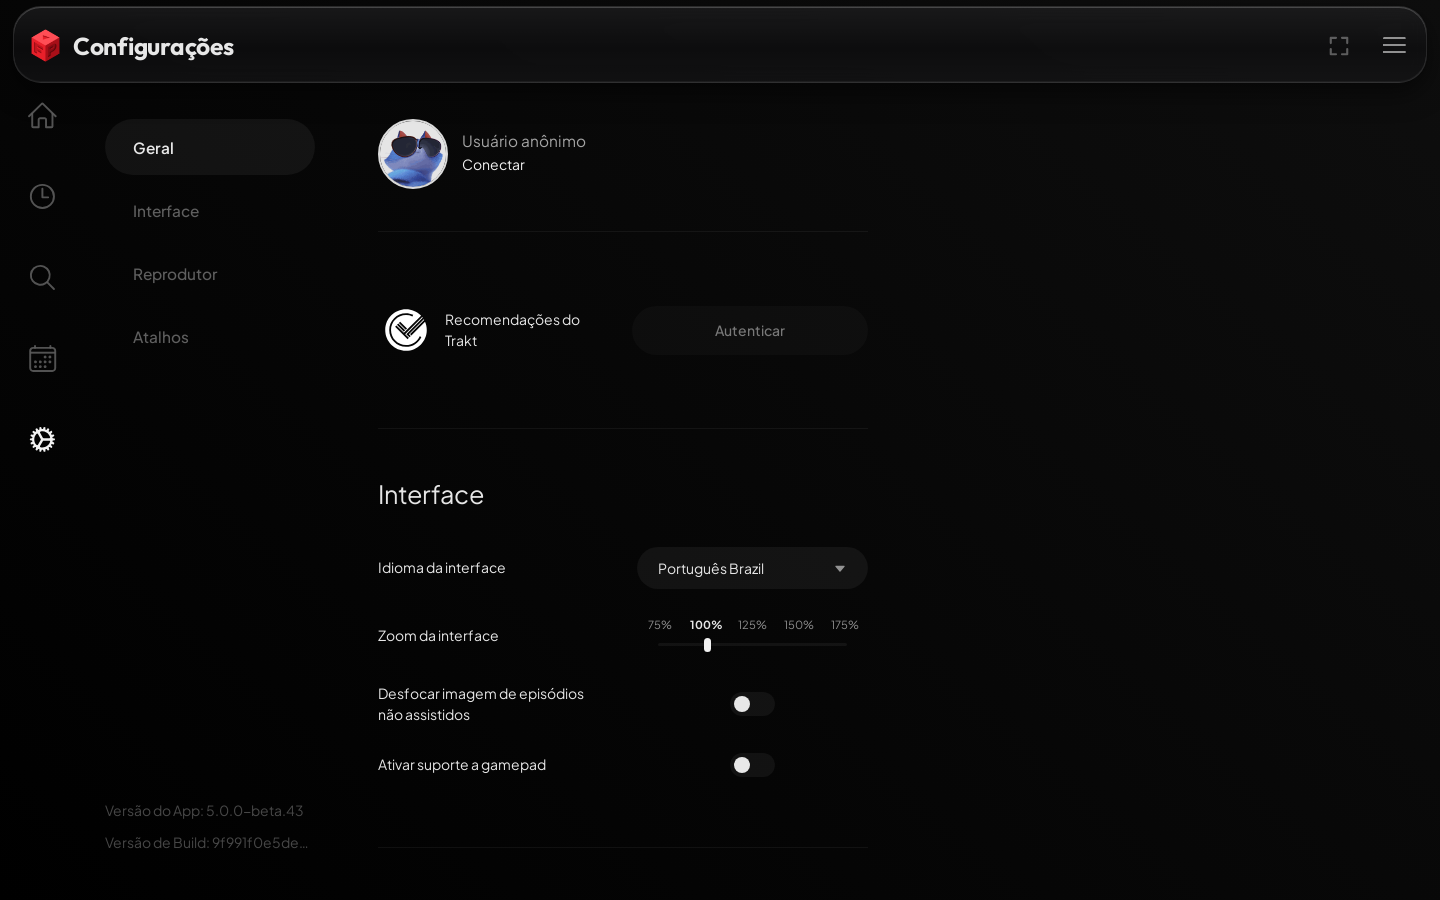 Configurações
Geral
Interface
Reprodutor
Atalhos
Usuário anônimo
Conectar
Recomendações do
Trakt
Autenticar
Interface
Idioma da interface
Português Brazil
Zoom da interface
75% 100% 125% 150% 175%
Desfocar imagem de episódios
não assistidos
Ativar suporte a gamepad
Versão do App: 5.0.0-beta.43
Versão de Build: 9f991f0e5de...